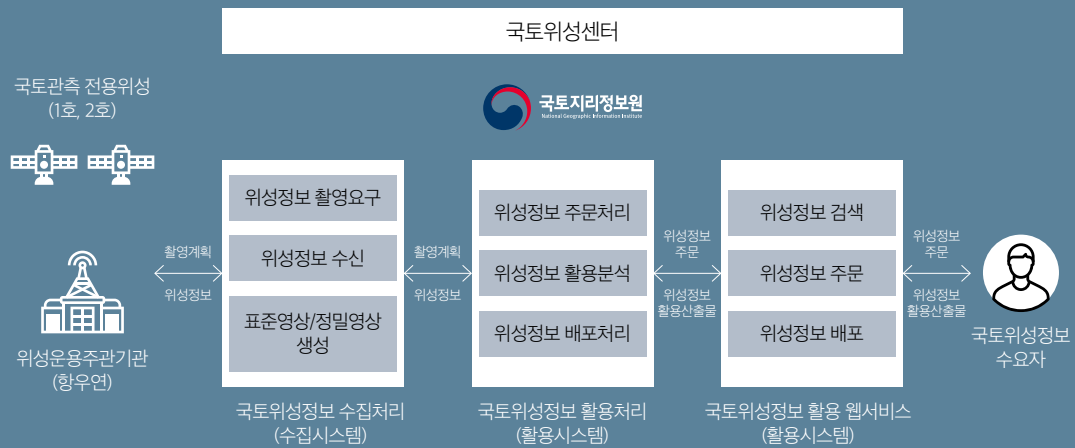 국토위성센터
국토관측 전용위성
(1호, 2호)
국토지리정보원
National Geographic Information Institute
위성정보 촬영요구
위성정보 수신
표준영상/정밀영상
생성
위성정보 주문처리
위성정보 활용분석
위성정보 배포처리
위성정보 검색
위성정보 주문
위성정보 배포
촬영계획
위성정보
촬영계획
위성정보
위성정보
주문
위성정보
활용산출물
위성정보
주문
위성정보
활용산출물
위성운용주관기관
(항우연)
국토위성정보
수요자
국토위성정보 수집처리
(수집시스템)
국토위성정보 활용처리
(활용시스템)
국토위성정보 활용 웹서비스
(활용시스템)